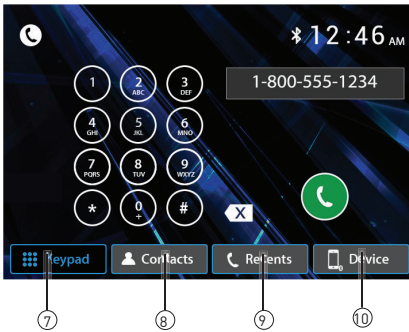 12:46 AM
1-800-555-1234
1 2 ABC 3 DEF
4 GHI 5 JKL 6 MNO
7 PQRS 8 TUV 9 WXYZ
* 0 + #
X
Keypad Contacts Recents Device
7 8 9 10